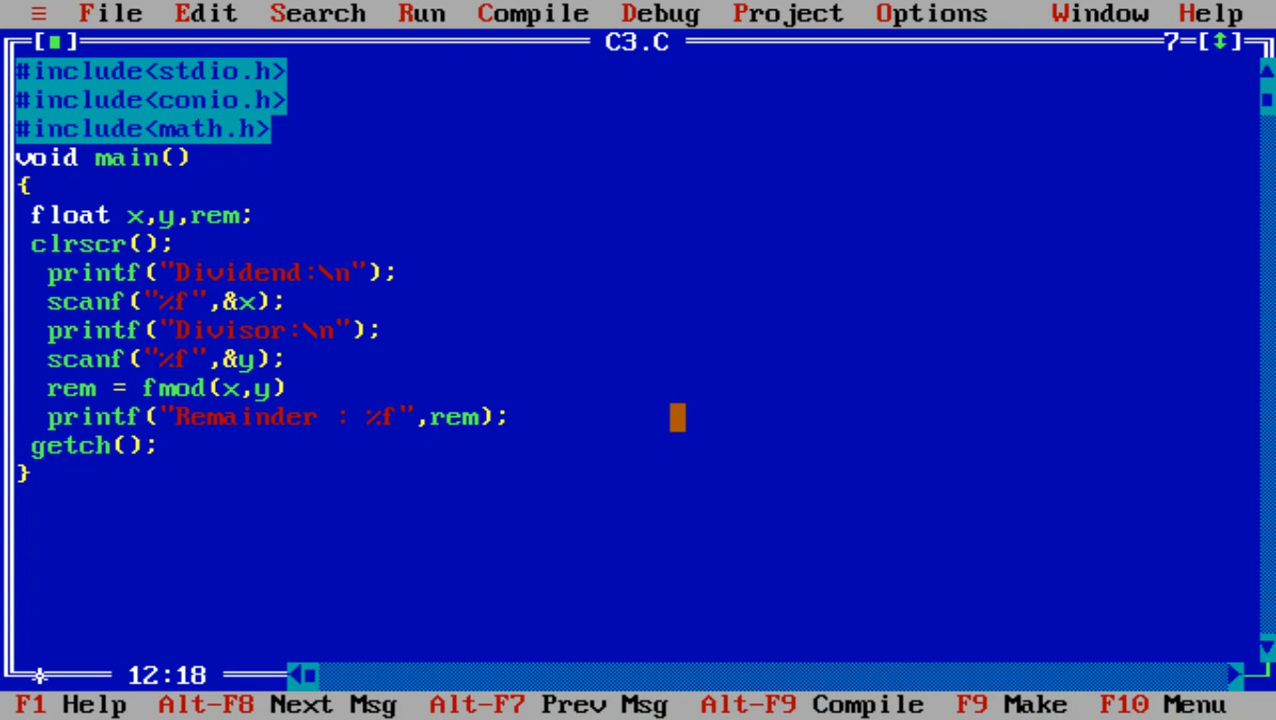 ≡ File Edit Search Run Compile Debug Project Options Window Help
[■] C3.C 7=[↕]
#include<stdio.h>
#include<conio.h>
#include<math.h>
void main()
{
 float x,y,rem;
 clrscr();
  printf("Dividend:\n");
  scanf("%f",&x);
  printf("Divisor:\n");
  scanf("%f",&y);
  rem = fmod(x,y)
  printf("Remainder : %f",rem);
 getch();
}
12:18
F1 Help Alt-F8 Next Msg Alt-F7 Prev Msg Alt-F9 Compile F9 Make F10 Menu